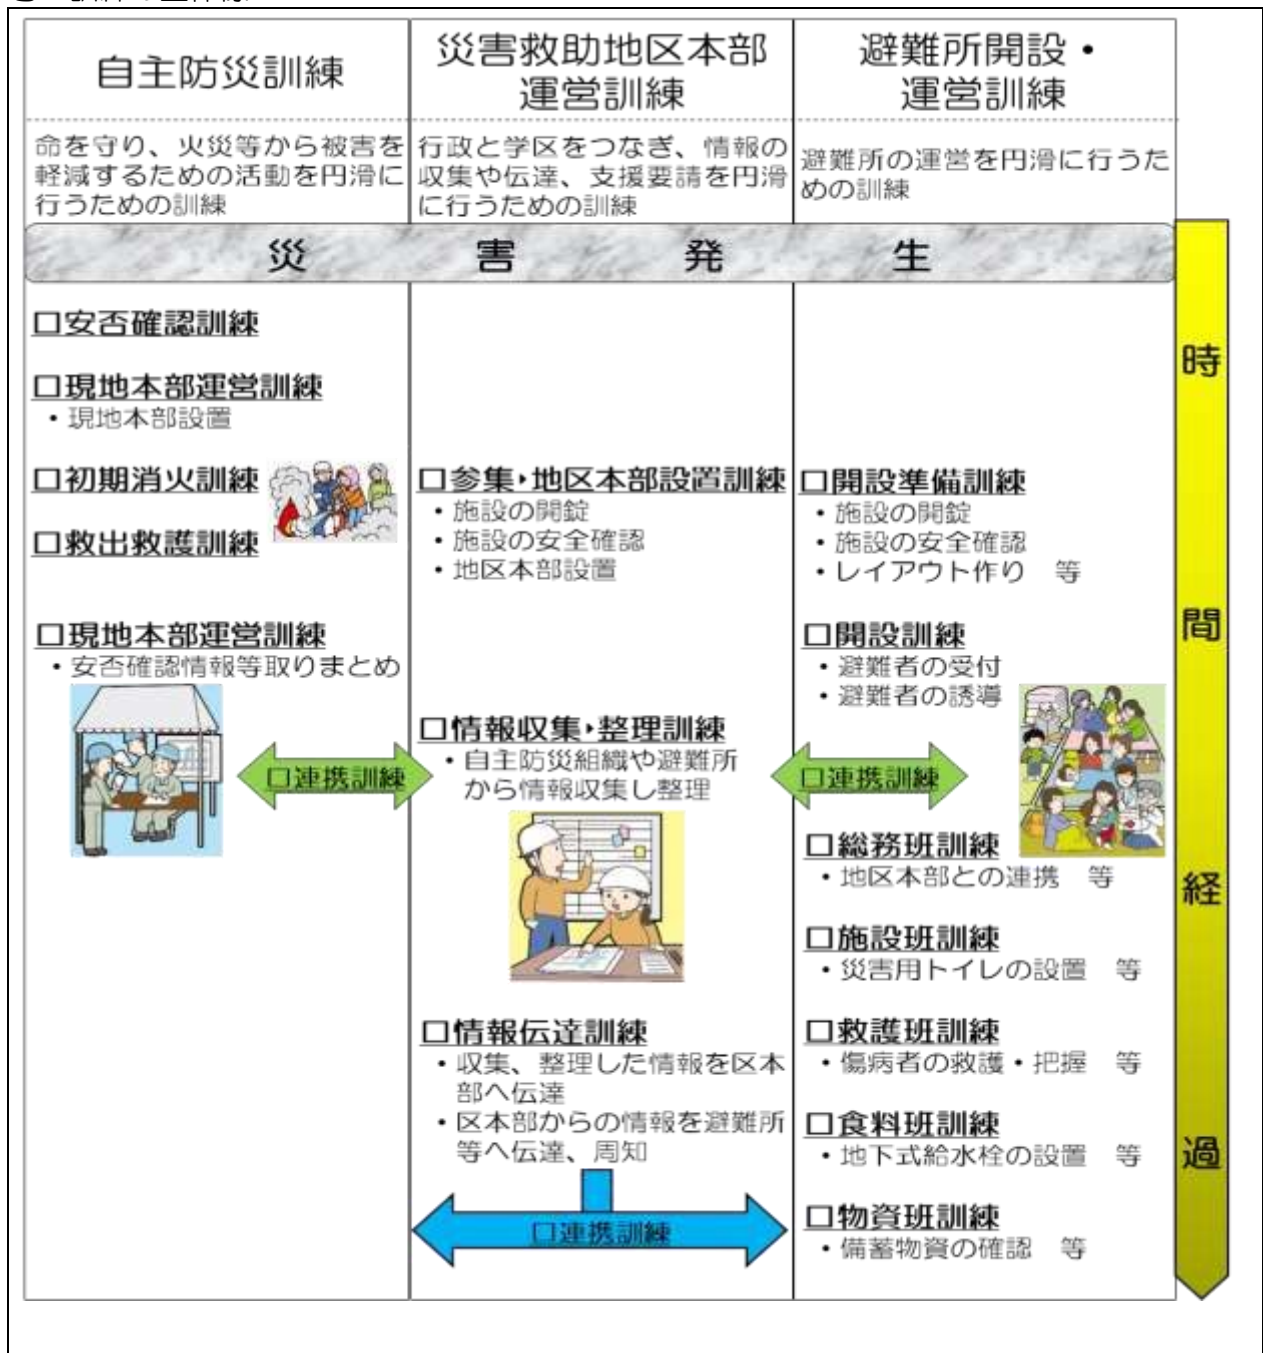 自主防災訓練
命を守り、火災等から被害を
軽減するための活動を円滑に
行うための訓練
災害救助地区本部
運営訓練
行政と学区をつなぎ、情報の
収集や伝達、支援要請を円滑
に行うための訓練
避難所開設・
運営訓練
避難所の運営を円滑に行うた
めの訓練
災害発生
□安否確認訓練
□現地本部運営訓練
・現地本部設置
□初期消火訓練
□救出救護訓練
□現地本部運営訓練
・安否確認情報等取りまとめ
□連携訓練
□参集・地区本部設置訓練
・施設の開錠
・施設の安全確認
・地区本部設置
□情報収集・整理訓練
・自主防災組織や避難所
から情報収集し整理
□情報伝達訓練
・収集、整理した情報を区本
部へ伝達
・区本部からの情報を避難所
等へ伝達、周知
□連携訓練
□開設準備訓練
・施設の開錠
・施設の安全確認
・レイアウト作り 等
□開設訓練
・避難者の受付
・避難者の誘導
□連携訓練
□総務班訓練
・地区本部との連携 等
□施設班訓練
・災害用トイレの設置 等
□救護班訓練
・傷病者の救護・把握 等
□食料班訓練
・地下式給水栓の設置 等
□物資班訓練
・備蓄物資の確認 等
時間経過